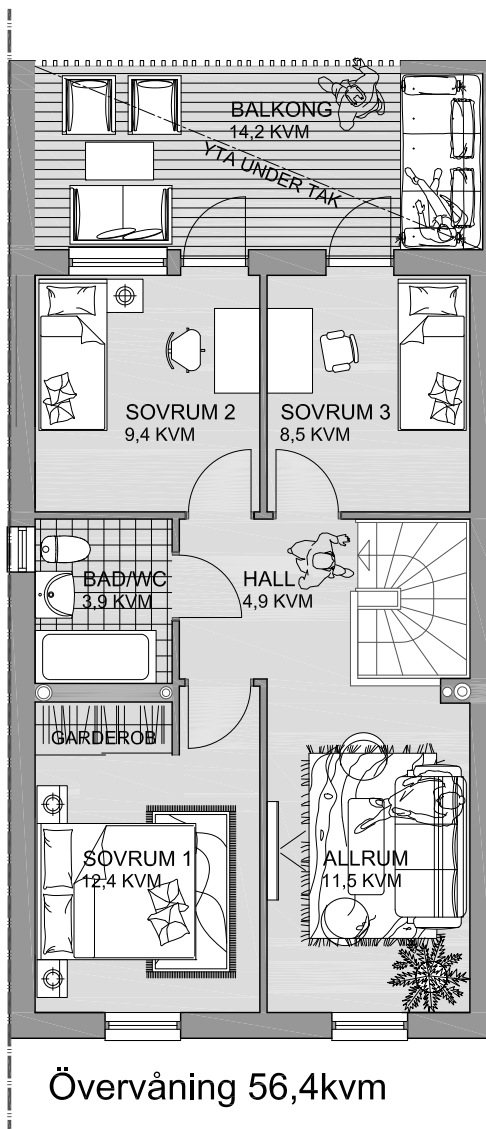 BALKONG
14,2 KVM
YTA UNDER TAK
SOVRUM 2
9,4 KVM
SOVRUM 3
8,5 KVM
BAD/WC
3,9 KVM
HALL
4,9 KVM
GARDEROB
SOVRUM 1
12,4 KVM
ALLRUM
11,5 KVM
Övervåning 56,4kvm